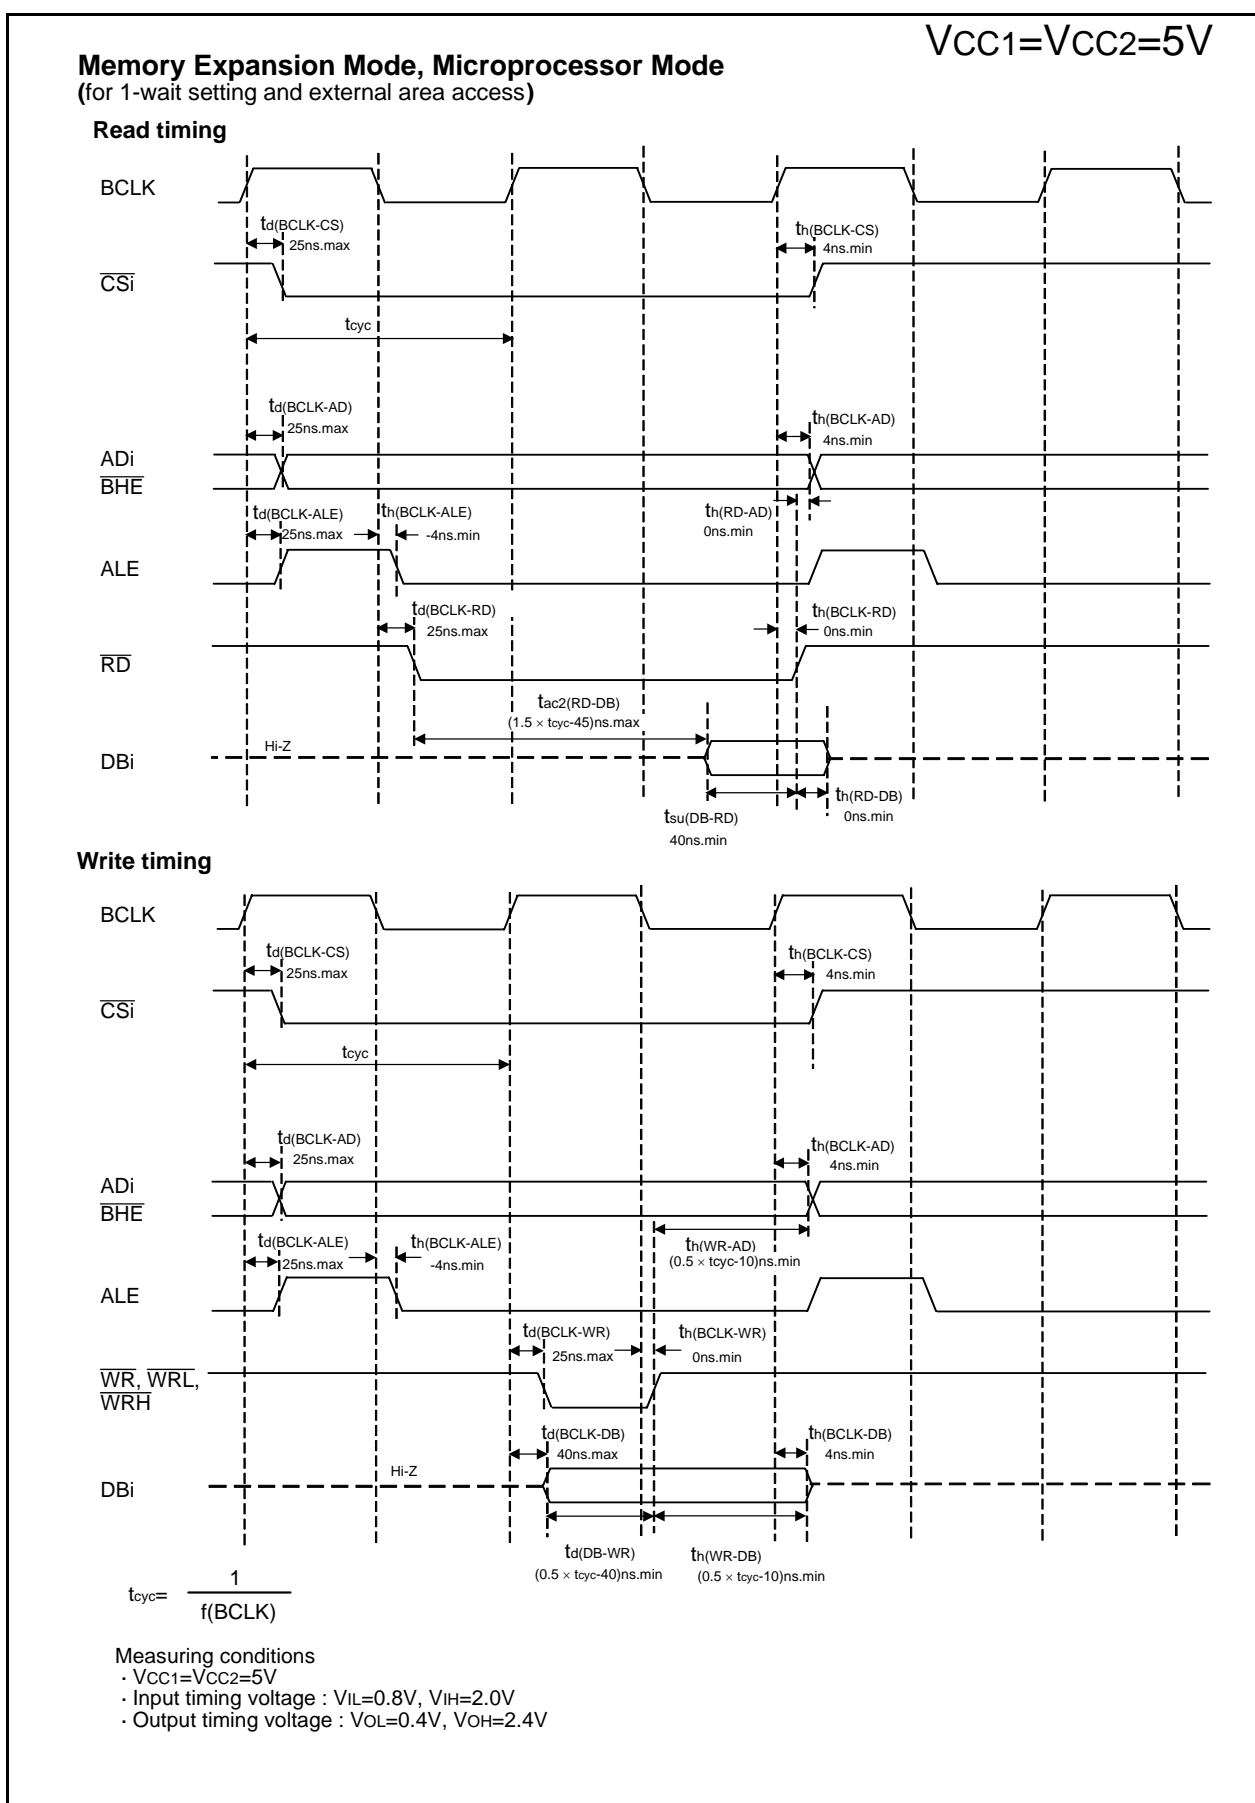 VCC1=VCC2=5V
Memory Expansion Mode, Microprocessor Mode
(for 1-wait setting and external area access)
Read timing
BCLK
td(BCLK-CS)
25ns.max
th(BCLK-CS)
4ns.min
CSi
tcyc
td(BCLK-AD)
25ns.max
th(BCLK-AD)
4ns.min
ADi
BHE
td(BCLK-ALE)
25ns.max
th(BCLK-ALE)
-4ns.min
th(RD-AD)
0ns.min
ALE
td(BCLK-RD)
25ns.max
th(BCLK-RD)
0ns.min
RD
tac2(RD-DB)
(1.5 × tcyc-45)ns.max
Hi-Z
DBi
tsu(DB-RD)
40ns.min
th(RD-DB)
0ns.min
Write timing
BCLK
td(BCLK-CS)
25ns.max
th(BCLK-CS)
4ns.min
CSi
tcyc
td(BCLK-AD)
25ns.max
th(BCLK-AD)
4ns.min
ADi
BHE
td(BCLK-ALE)
25ns.max
th(BCLK-ALE)
-4ns.min
th(WR-AD)
(0.5 × tcyc-10)ns.min
ALE
td(BCLK-WR)
25ns.max
th(BCLK-WR)
0ns.min
WR, WRL,
WRH
td(BCLK-DB)
40ns.max
th(BCLK-DB)
4ns.min
Hi-Z
DBi
td(DB-WR)
(0.5 × tcyc-40)ns.min
th(WR-DB)
(0.5 × tcyc-10)ns.min
tcyc= 1
f(BCLK)
Measuring conditions
· VCC1=VCC2=5V
· Input timing voltage : VIL=0.8V, VIH=2.0V
· Output timing voltage : VOL=0.4V, VOH=2.4V